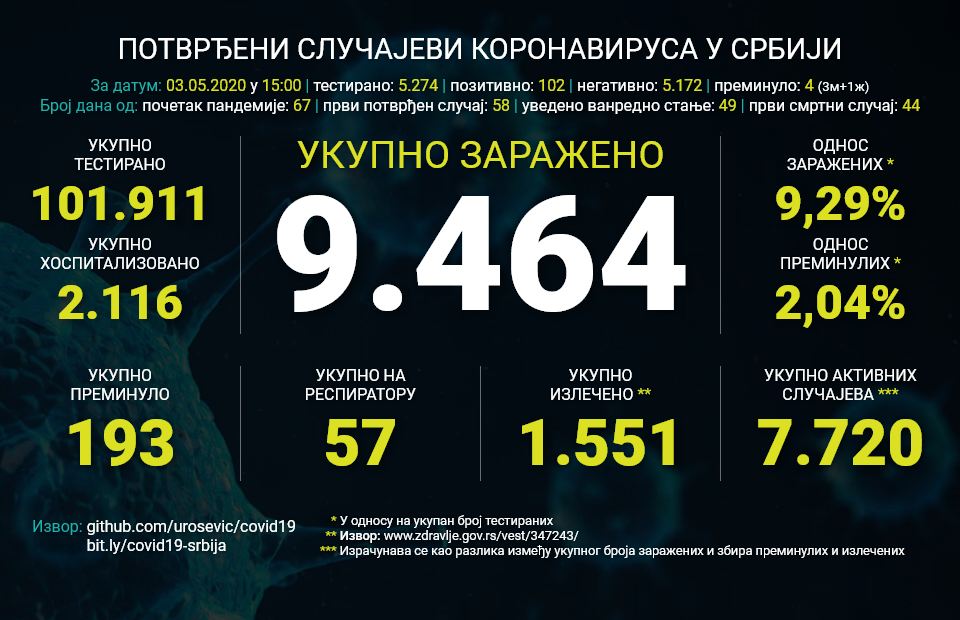 ПОТВРЂЕНИ СЛУЧАЈЕВИ КОРОНАВИРУСА У СРБИЈИ
За датум: 03.05.2020 у 15:00 | тестирано: 5.274 | позитивно: 102 | негативно: 5.172 | преминуло: 4 (3м+1ж)
Број дана од: почетак пандемије: 67 | први потврђен случај: 58 | уведено ванредно стање: 49 | први смртни случај: 44
УКУПНО
ТЕСТИРАНО
101.911
УКУПНО
ХОСПИТАЛИЗОВАНО
2.116
УКУПНО ЗАРАЖЕНО
9.464
ОДНОС
ЗАРАЖЕНИХ *
9,29%
ОДНОС
ПРЕМИНУЛИХ *
2,04%
УКУПНО
ПРЕМИНУЛО
193
УКУПНО НА
РЕСПИРАТОРУ
57
УКУПНО
ИЗЛЕЧЕНО **
1.551
УКУПНО АКТИВНИХ
СЛУЧАЈЕВА ***
7.720
Извор: github.com/urosevic/covid19
bit.ly/covid19-srbija
* У односу на укупан број тестираних
** Извор: www.zdravlje.gov.rs/vest/347243/
*** Израчунава се као разлика између укупног броја заражених и збира преминулих и излечених